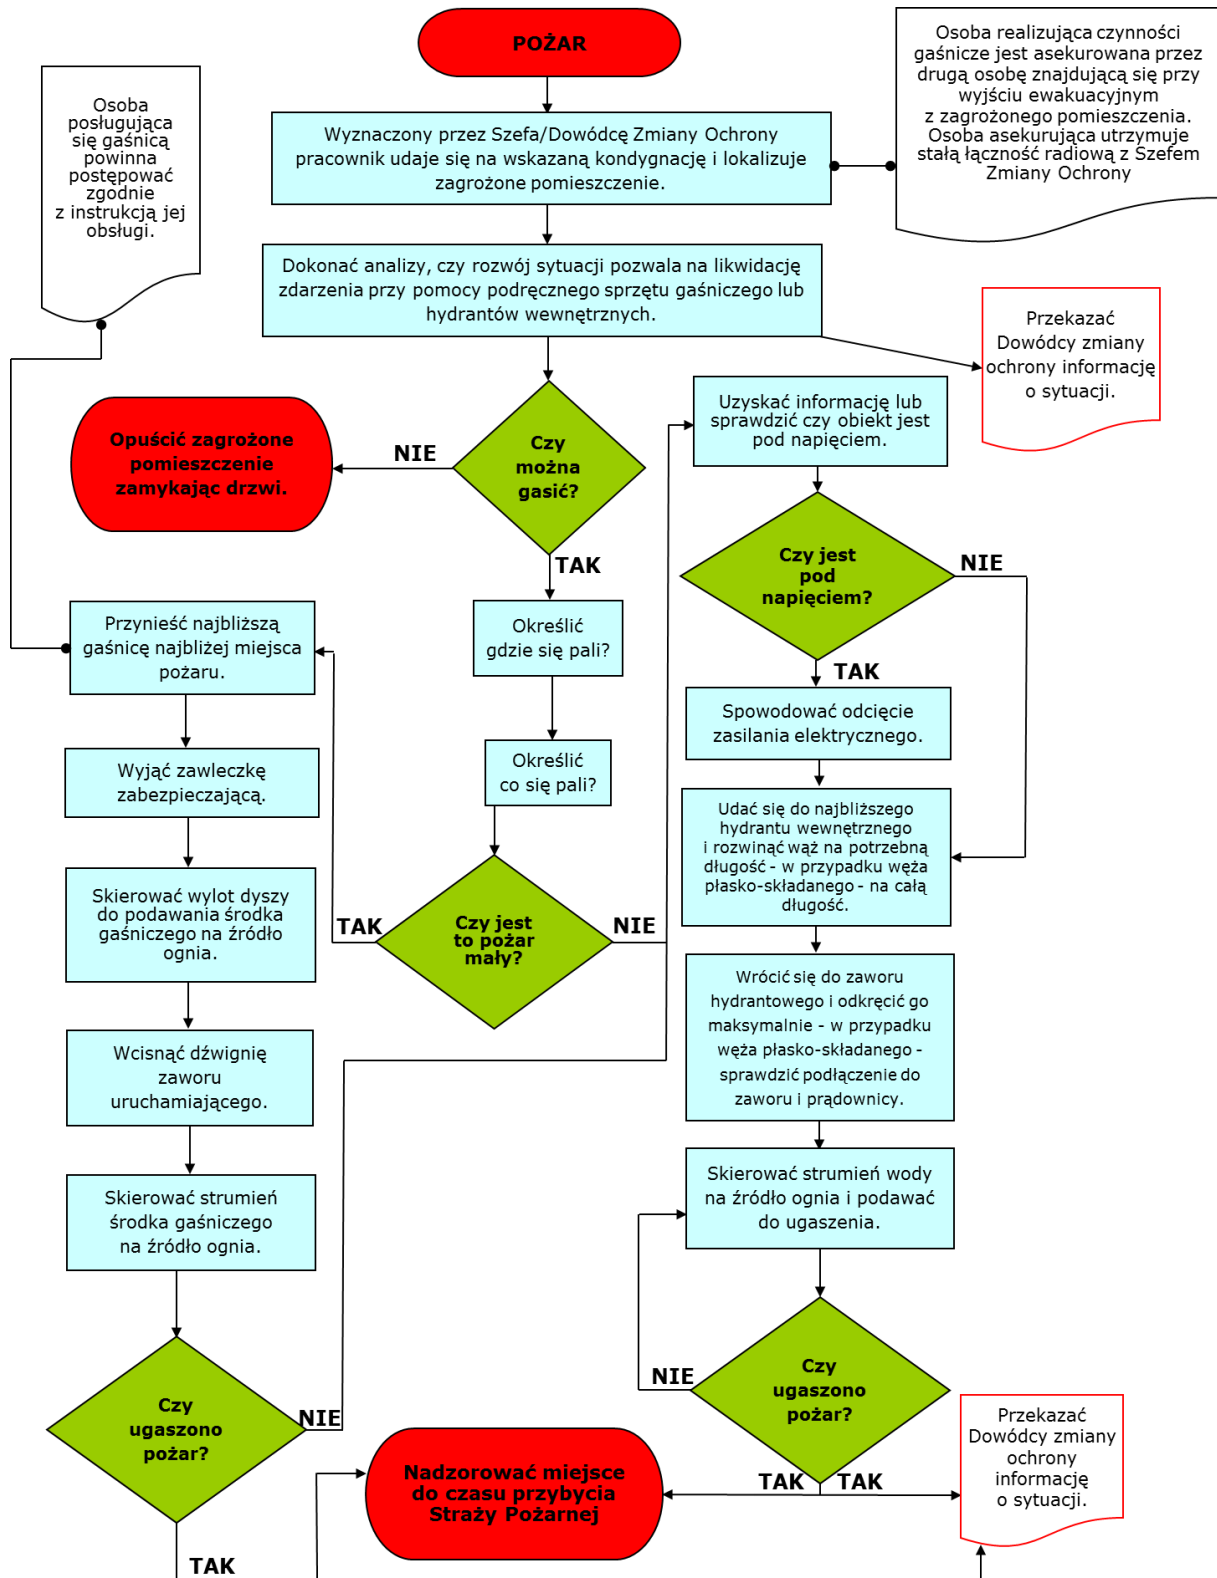 POŻAR
Osoba realizująca czynności
gaśnicze jest asekurowana przez
drugą osobę znajdującą się przy
wyjściu ewakuacyjnym
z zagrożonego pomieszczenia.
Osoba asekurująca utrzymuje
stałą łączność radiową z Szefem
Zmiany Ochrony
Osoba
posługująca
się gaśnicą
powinna
postępować
zgodnie
z instrukcją jej
obsługi.
Wyznaczony przez Szefa/Dowódcę Zmiany Ochrony
pracownik udaje się na wskazaną kondygnację i lokalizuje
zagrożone pomieszczenie.
Dokonać analizy, czy rozwój sytuacji pozwala na likwidację
zdarzenia przy pomocy podręcznego sprzętu gaśniczego lub
hydrantów wewnętrznych.
Przekazać
Dowódcy zmiany
ochrony informację
o sytuacji.
Opuścić zagrożone
pomieszczenie
zamykając drzwi.
NIE
Czy
można
gasić?
TAK
Uzyskać informację lub
sprawdzić czy obiekt jest
pod napięciem.
Czy jest
pod
napięciem?
NIE
TAK
Przynieść najbliższą
gaśnicę najbliżej miejsca
pożaru.
Określić
gdzie się pali?
Spowodować odcięcie
zasilania elektrycznego.
Wyjąć zawleczkę
zabezpieczającą.
Określić
co się pali?
Udać się do najbliższego
hydrantu wewnętrznego
i rozwinąć wąż na potrzebną
długość - w przypadku węża
płasko-składanego - na całą
długość.
Skierować wylot dyszy
do podawania środka
gaśniczego na źródło
ognia.
TAK
Czy jest
to pożar
mały?
NIE
Wrócić się do zaworu
hydrantowego i odkręcić go
maksymalnie - w przypadku
węża płasko-składanego -
sprawdzić podłączenie do
zaworu i prądownicy.
Wcisnąć dźwignię
zaworu
uruchamiającego.
Skierować strumień
środka gaśniczego
na źródło ognia.
Skierować strumień wody
na źródło ognia i podawać
do ugaszenia.
Czy
ugaszono
pożar?
NIE
NIE
Czy
ugaszono
pożar?
Nadzorować miejsce
do czasu przybycia
Straży Pożarnej
TAK TAK
Przekazać
Dowódcy zmiany
ochrony
informację
o sytuacji.
TAK